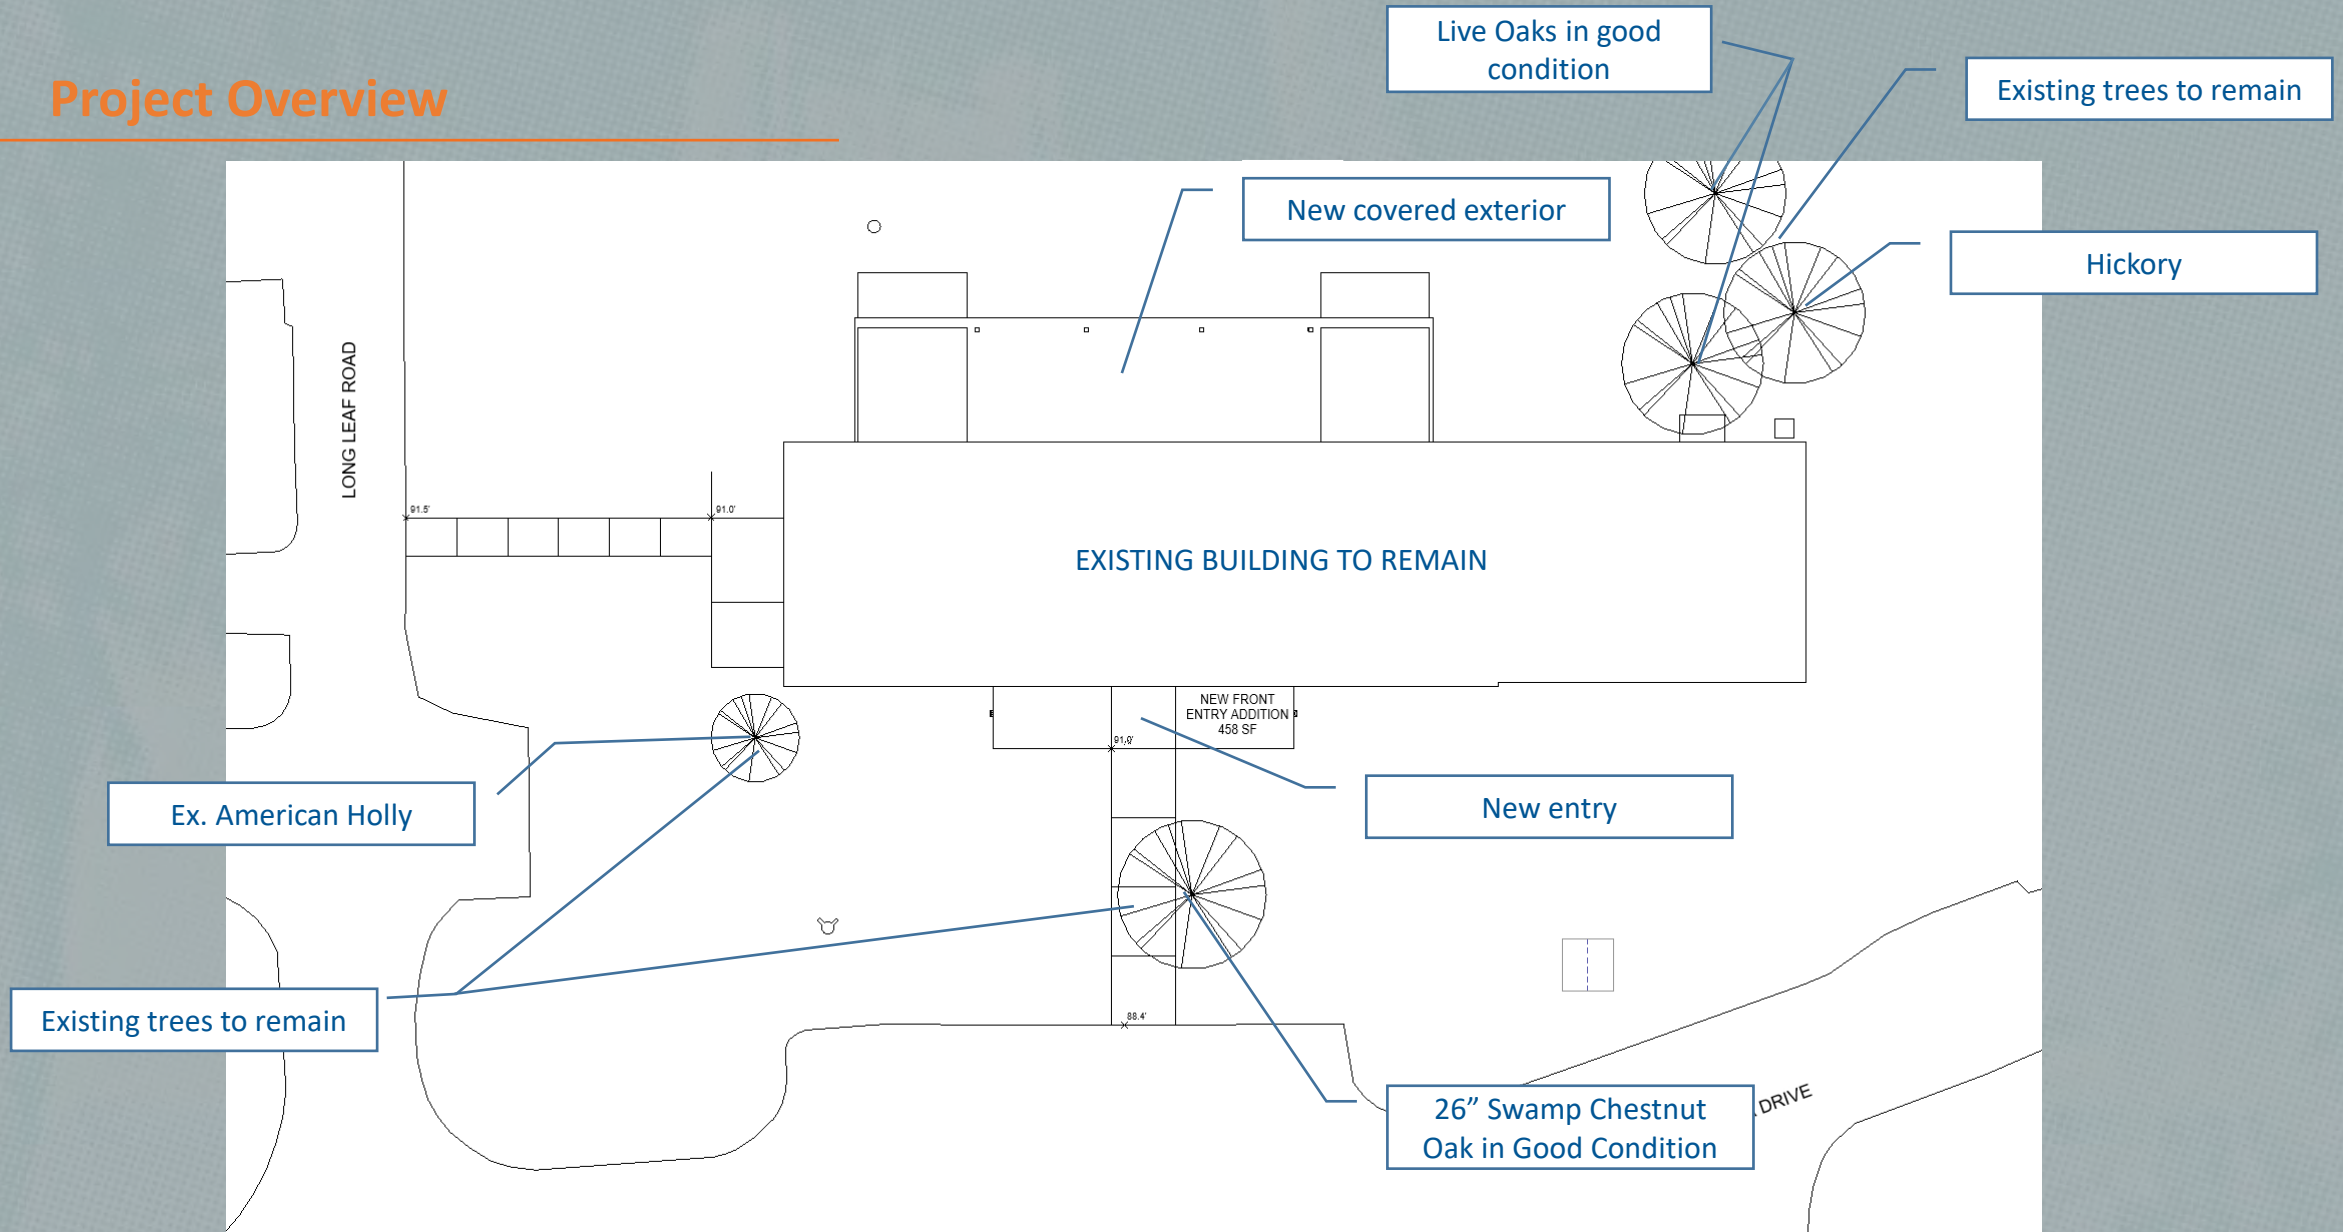 Project Overview
Live Oaks in good
condition
Existing trees to remain
New covered exterior
Hickory
LONG LEAF ROAD
91.5'
91.0'
EXISTING BUILDING TO REMAIN
NEW FRONT
ENTRY ADDITION
458 SF
91.0'
Ex. American Holly
New entry
Existing trees to remain
88.4'
26” Swamp Chestnut
Oak in Good Condition
DRIVE